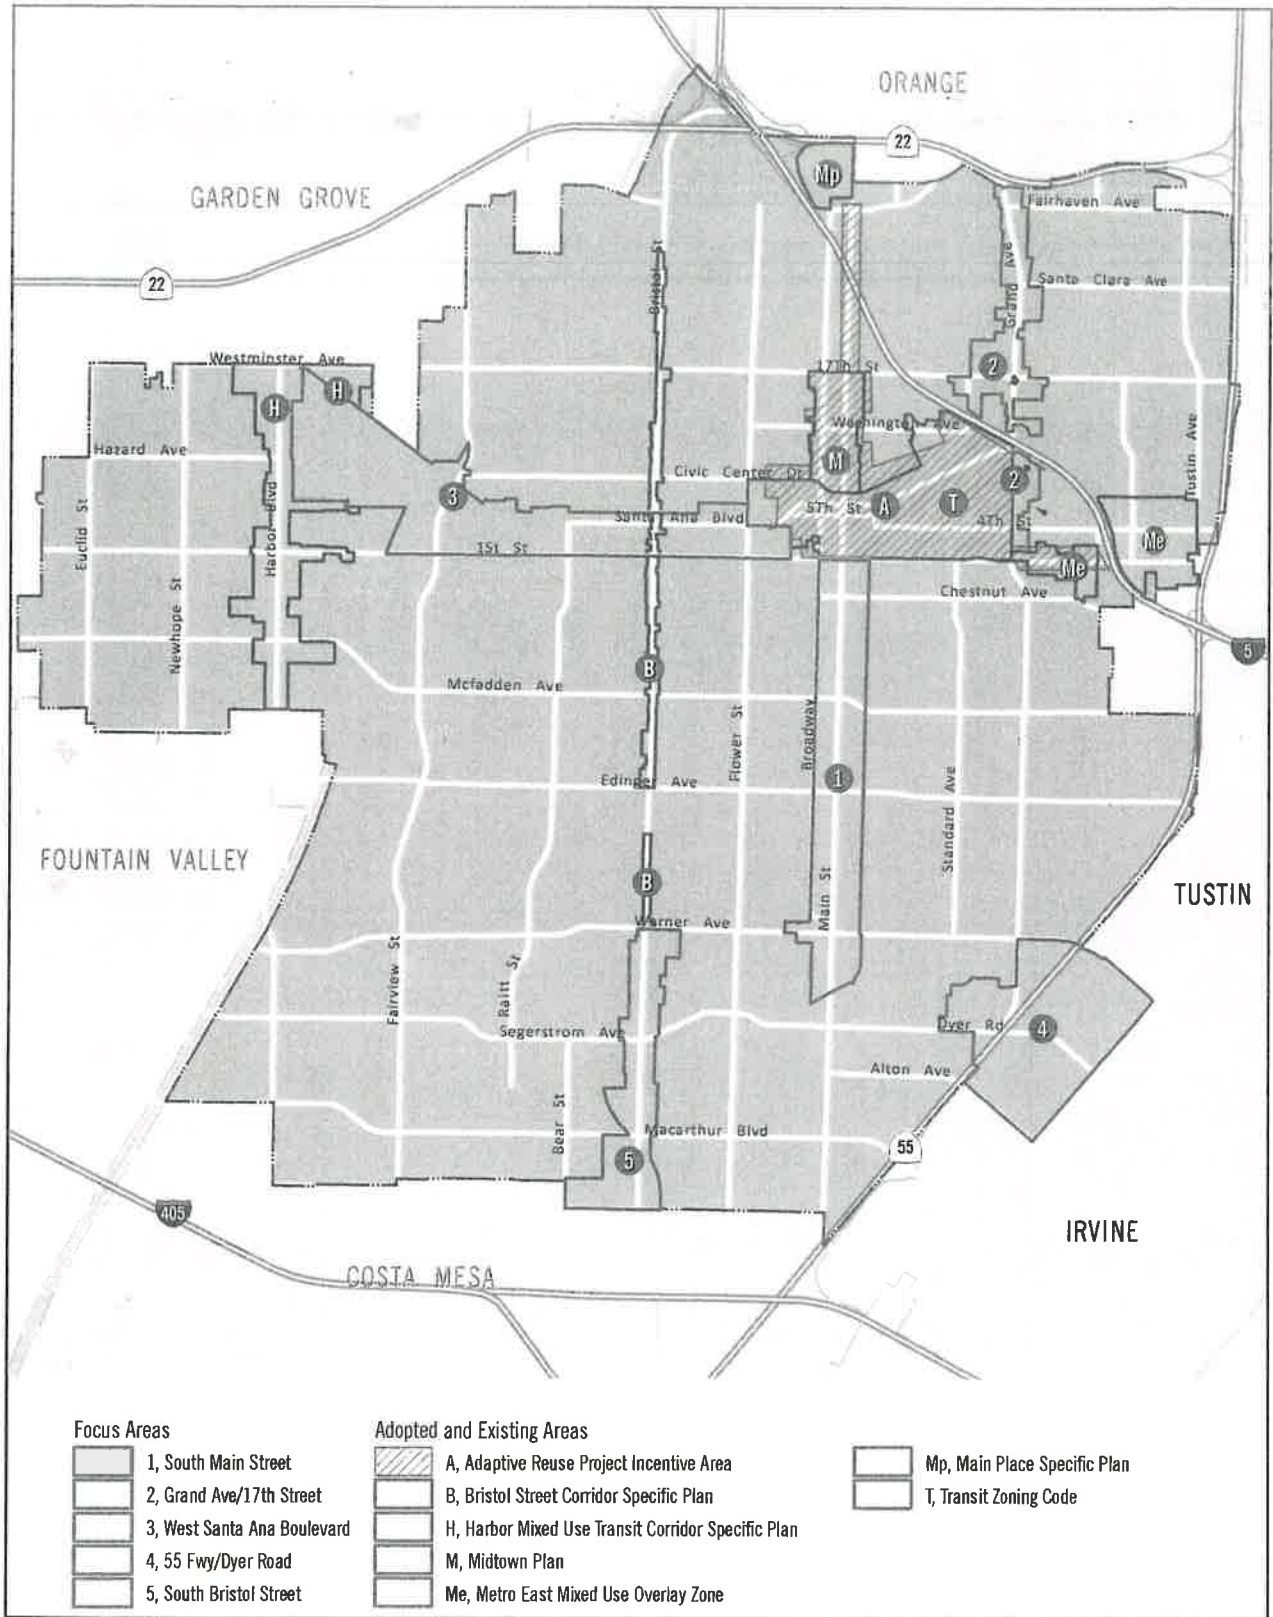 ORANGE
22
Mp
GARDEN GROVE
Fairhaven Ave
Bristol St
Grand Ave
Santa Clara Ave
22
Westminster Ave
17Th St
2
H
H
Washington Ave
Tustin Ave
Hazard Ave
M
Civic Center Dr
2
3
Euclid St
Harbor Blvd
5Th St
A
T
Santa Ana Blvd
4Th St
Me
1St St
Me
Chestnut Ave
Newhope St
5
B
Mcfadden Ave
Flower St
Broadway
Edinger Ave
1
Standard Ave
FOUNTAIN VALLEY
B
Main St
TUSTIN
Warner Ave
Fairview St
Raitt St
Segerstrom Ave
Dyer Rd
4
Alton Ave
Bear St
Macarthur Blvd
55
5
405
IRVINE
COSTA MESA
Focus Areas
1, South Main Street
2, Grand Ave/17th Street
3, West Santa Ana Boulevard
4, 55 Fwy/Dyer Road
5, South Bristol Street
Adopted and Existing Areas
A, Adaptive Reuse Project Incentive Area
B, Bristol Street Corridor Specific Plan
H, Harbor Mixed Use Transit Corridor Specific Plan
M, Midtown Plan
Me, Metro East Mixed Use Overlay Zone
Mp, Main Place Specific Plan
T, Transit Zoning Code